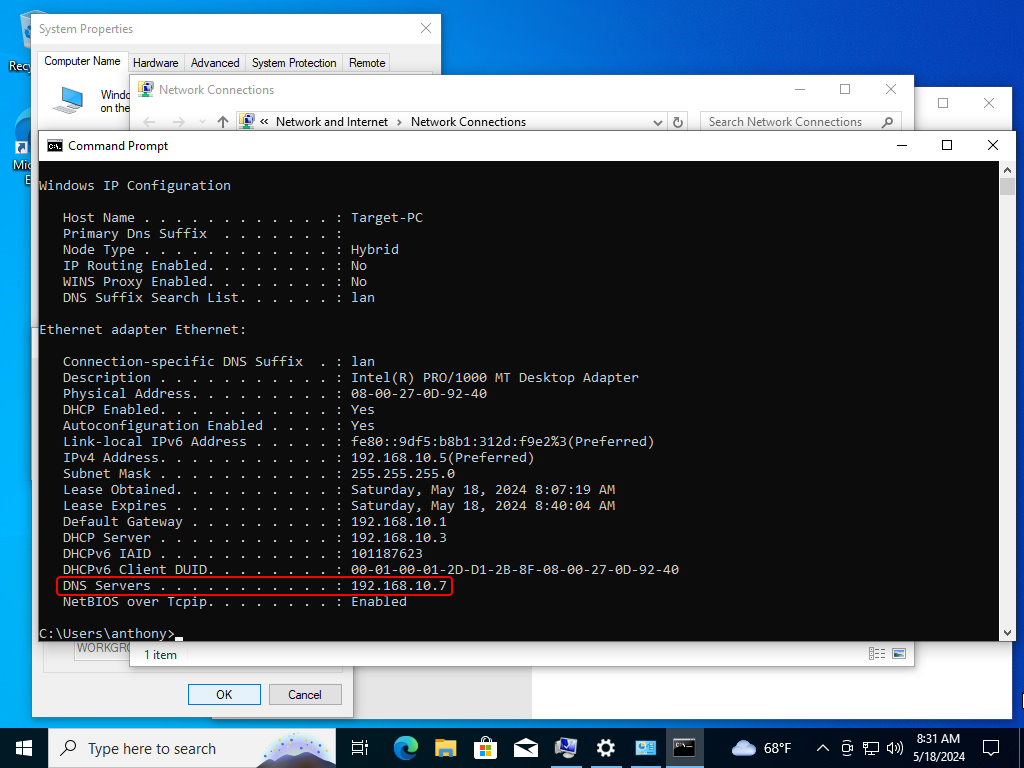 System Properties
Computer Name
Hardware
Advanced
System Protection
Remote
on the
Network Connections
« Network and Internet > Network Connections
Search Network Connections
Command Prompt
Windows IP Configuration
Host Name . . . . . . . . . . . . : Target-PC
Primary Dns Suffix . . . . . . . :
Node Type . . . . . . . . . . . . : Hybrid
IP Routing Enabled. . . . . . . . : No
WINS Proxy Enabled. . . . . . . . : No
DNS Suffix Search List. . . . . . : lan
Ethernet adapter Ethernet:
Connection-specific DNS Suffix . : lan
Description . . . . . . . . . . . : Intel(R) PRO/1000 MT Desktop Adapter
Physical Address. . . . . . . . . : 08-00-27-0D-92-40
DHCP Enabled. . . . . . . . . . . : Yes
Autoconfiguration Enabled . . . . : Yes
Link-local IPv6 Address . . . . . : fe80::9df5:b8b1:312d:f9e2%3(Preferred)
IPv4 Address. . . . . . . . . . . : 192.168.10.5(Preferred)
Subnet Mask . . . . . . . . . . . : 255.255.255.0
Lease Obtained. . . . . . . . . . : Saturday, May 18, 2024 8:07:19 AM
Lease Expires . . . . . . . . . . : Saturday, May 18, 2024 8:40:04 AM
Default Gateway . . . . . . . . . : 192.168.10.1
DHCP Server . . . . . . . . . . . : 192.168.10.3
DHCPv6 IAID . . . . . . . . . . . : 101187623
DHCPv6 Client DUID. . . . . . . . : 00-01-00-01-2D-D1-2B-8F-08-00-27-0D-92-40
DNS Servers . . . . . . . . . . . : 192.168.10.7
NetBIOS over Tcpip. . . . . . . . : Enabled
C:\Users\anthony>
1 item
OK
Cancel
Type here to search
68°F
8:31 AM
5/18/2024